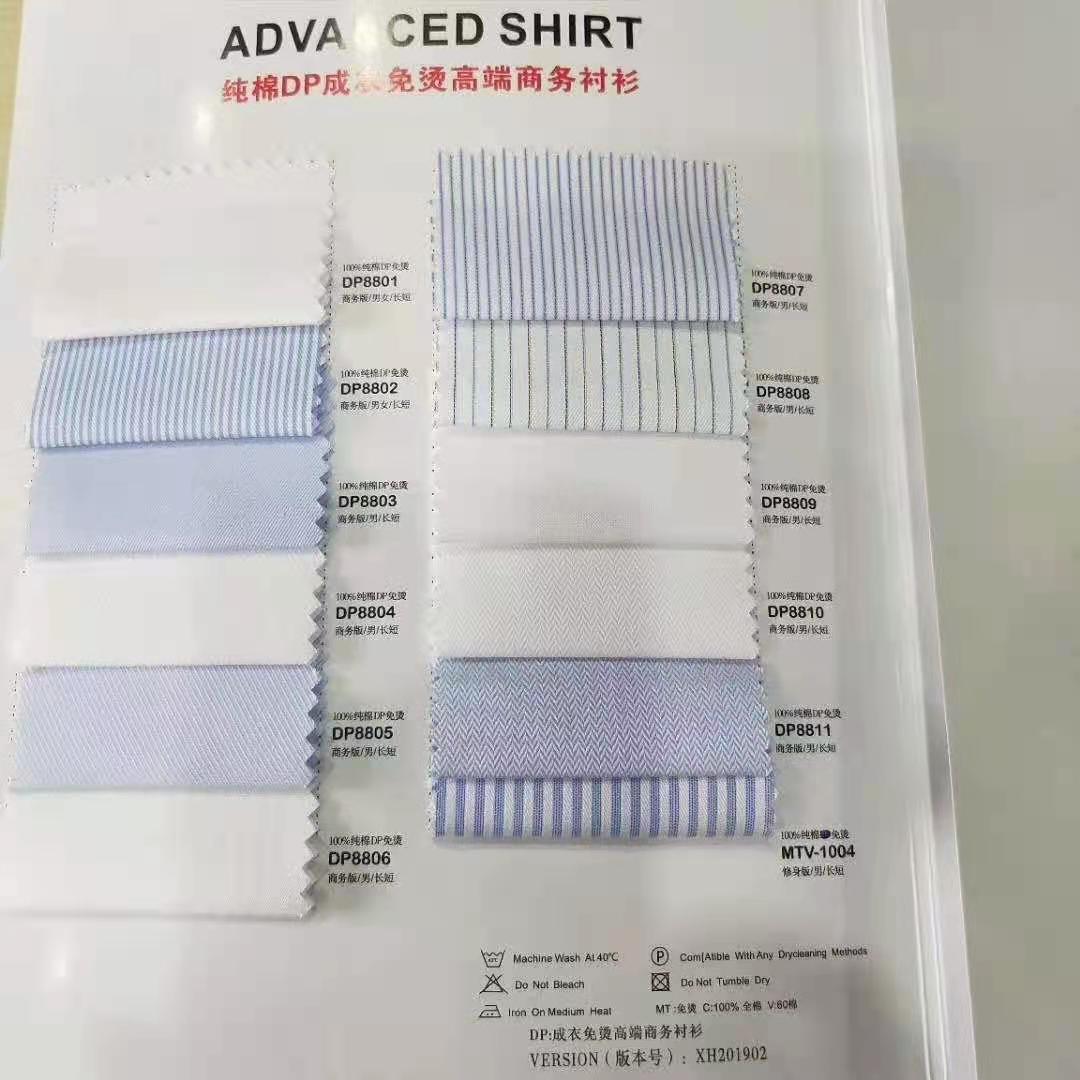 ADVANCED SHIRT
纯棉DP成衣免烫高端商务衬衫
100%纯棉DP免烫
DP8801
商务版/男女/长短
100%纯棉DP免烫
DP8802
商务版/男女/长短
100%纯棉DP免烫
DP8803
商务版/男/长短
100%纯棉DP免烫
DP8804
商务版/男/长短
100%纯棉DP免烫
DP8805
商务版/男/长短
100%纯棉DP免烫
DP8806
商务版/男/长短
100%纯棉DP免烫
DP8807
商务版/男/长短
100%纯棉DP免烫
DP8808
商务版/男/长短
100%纯棉DP免烫
DP8809
商务版/男/长短
100%纯棉DP免烫
DP8810
商务版/男/长短
100%纯棉DP免烫
DP8811
商务版/男/长短
100%纯棉 免烫
MTV-1004
修身版/男/长短
Machine Wash At 40℃
Do Not Bleach
Iron On Medium Heat
P
Com[Atible With Any Drycleaning Methods
Do Not Tumble Dry
MT:免烫 C:100%全棉 V:60棉
DP:成衣免烫高端商务衬衫
VERSION(版本号): XH201902